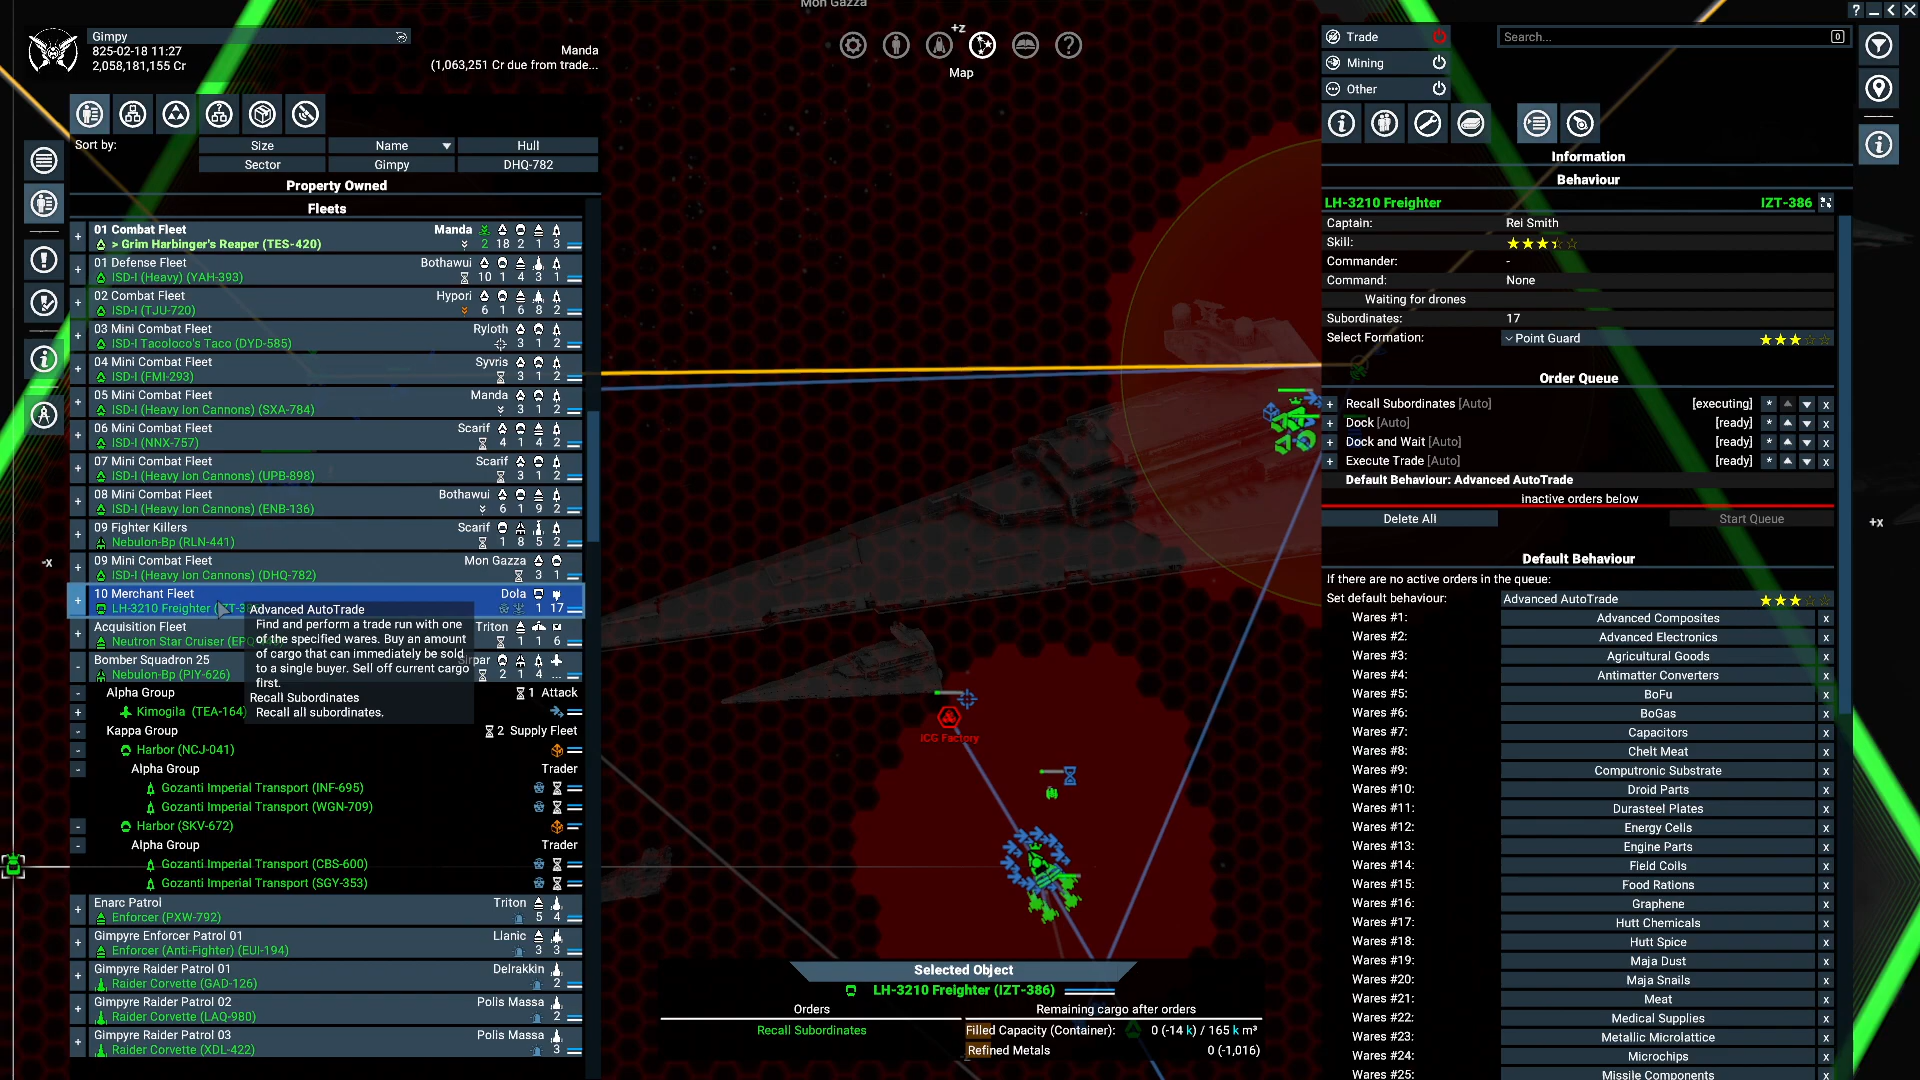 Mon Gazza
Gimpy
825-02-18 11:27
2,058,181,155 Cr
Manda
(1,063,251 Cr due from trade...
+z
Map
Trade
Mining
Other
Search...
0
Sort by:
Size
Name
Hull
Sector
Gimpy
DHQ-782
Property Owned
Fleets
01 Combat Fleet Manda
> Grim Harbinger's Reaper (TES-420) 2 18 2 1 3
01 Defense Fleet Bothawui
ISD-I (Heavy) (YAH-393) 10 1 4 3 1
02 Combat Fleet Hypori
ISD-I (TJU-720) 6 1 6 8 2
03 Mini Combat Fleet Ryloth
ISD-I Tacoloco's Taco (DYD-585) 3 1 2
04 Mini Combat Fleet Syvris
ISD-I (FMI-293) 3 1 2
05 Mini Combat Fleet Manda
ISD-I (Heavy Ion Cannons) (SXA-784) 3 1 2
06 Mini Combat Fleet Scarif
ISD-I (NNX-757) 4 1 4 2
07 Mini Combat Fleet Scarif
ISD-I (Heavy Ion Cannons) (UPB-898) 3 1 2
08 Mini Combat Fleet Bothawui
ISD-I (Heavy Ion Cannons) (ENB-136) 6 1 9 2
09 Fighter Killers Scarif
Nebulon-Bp (RLN-441) 1 8 5 2
09 Mini Combat Fleet Mon Gazza
ISD-I (Heavy Ion Cannons) (DHQ-782) 3 1
10 Merchant Fleet Dola
LH-3210 Freighter 1 17
Acquisition Fleet Triton
Neutron Star Cruiser 1 1 6
Bomber Squadron 25
Nebulon-Bp (PIY-626) 2 1 4 ...
Advanced AutoTrade
Find and perform a trade run with one
of the specified wares. Buy an amount
of cargo that can immediately be sold
to a single buyer. Sell off current cargo
first.
Recall Subordinates
Recall all subordinates.
Alpha Group 1 Attack
Kimogila (TEA-164)
Kappa Group 2 Supply Fleet
Harbor (NCJ-041)
Alpha Group Trader
Gozanti Imperial Transport (INF-695)
Gozanti Imperial Transport (WGN-709)
Harbor (SKV-672)
Alpha Group Trader
Gozanti Imperial Transport (CBS-600)
Gozanti Imperial Transport (SGY-353)
Enarc Patrol Triton
Enforcer (PXW-792) 5 4
Gimpyre Enforcer Patrol 01 Llanic
Enforcer (Anti-Fighter) (EUI-194) 3 3
Gimpyre Raider Patrol 01 Delrakkin
Raider Corvette (GAD-126) 2
Gimpyre Raider Patrol 02 Polis Massa
Raider Corvette (LAQ-980) 2
Gimpyre Raider Patrol 03 Polis Massa
Raider Corvette (XDL-422) 3
-x
+x
ICG Factory
Selected Object
LH-3210 Freighter (IZT-386)
Orders
Recall Subordinates
Remaining cargo after orders
Filled Capacity (Container): 0 (-14 k) / 165 k m³
Refined Metals 0 (-1,016)
Information
Behaviour
LH-3210 Freighter IZT-386
Captain: Rei Smith
Skill:
Commander: -
Command: None
Waiting for drones
Subordinates: 17
Select Formation: Point Guard
Order Queue
Recall Subordinates [Auto] [executing]
Dock [Auto] [ready]
Dock and Wait [Auto] [ready]
Execute Trade [Auto] [ready]
Default Behaviour: Advanced AutoTrade
inactive orders below
Delete All
Start Queue
Default Behaviour
If there are no active orders in the queue:
Set default behaviour: Advanced AutoTrade
Wares #1: Advanced Composites x
Wares #2: Advanced Electronics x
Wares #3: Agricultural Goods x
Wares #4: Antimatter Converters x
Wares #5: BoFu x
Wares #6: BoGas x
Wares #7: Capacitors x
Wares #8: Chelt Meat x
Wares #9: Computronic Substrate x
Wares #10: Droid Parts x
Wares #11: Durasteel Plates x
Wares #12: Energy Cells x
Wares #13: Engine Parts x
Wares #14: Field Coils x
Wares #15: Food Rations x
Wares #16: Graphene x
Wares #17: Hutt Chemicals x
Wares #18: Hutt Spice x
Wares #19: Maja Dust x
Wares #20: Maja Snails x
Wares #21: Meat x
Wares #22: Medical Supplies x
Wares #23: Metallic Microlattice x
Wares #24: Microchips x
Wares #25: Missile Components x